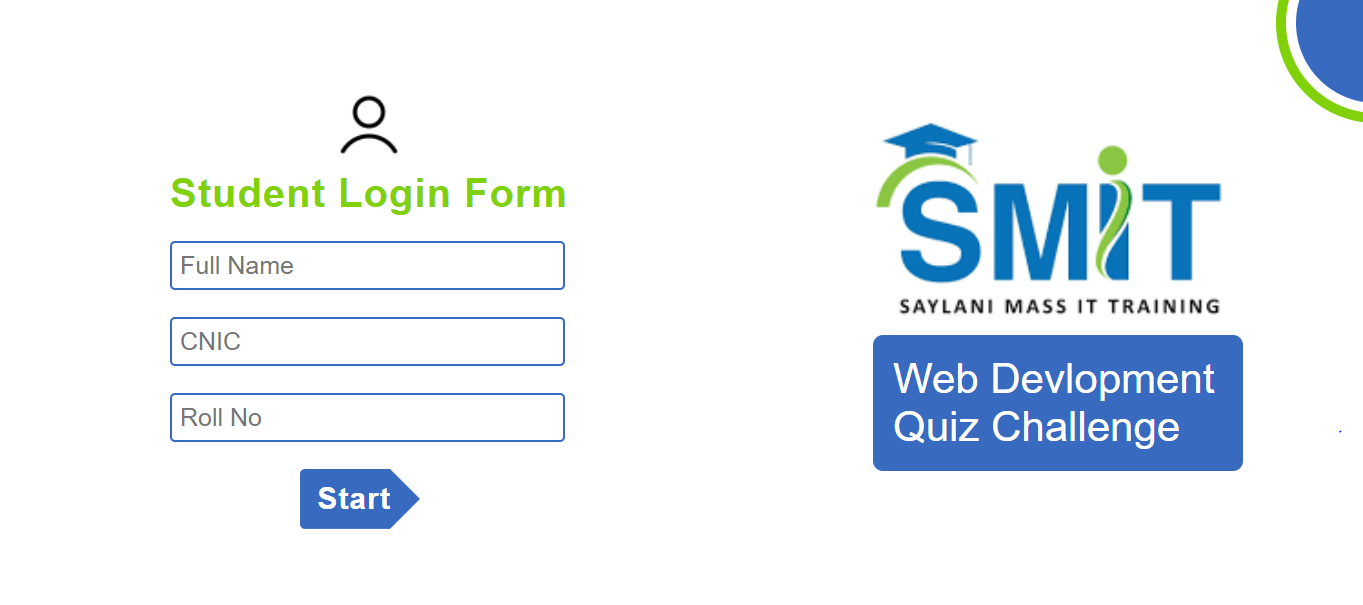 Student Login Form
Full Name
CNIC
Roll No
Start
SMiT
SAYLANI MASS IT TRAINING
Web Devlopment
Quiz Challenge